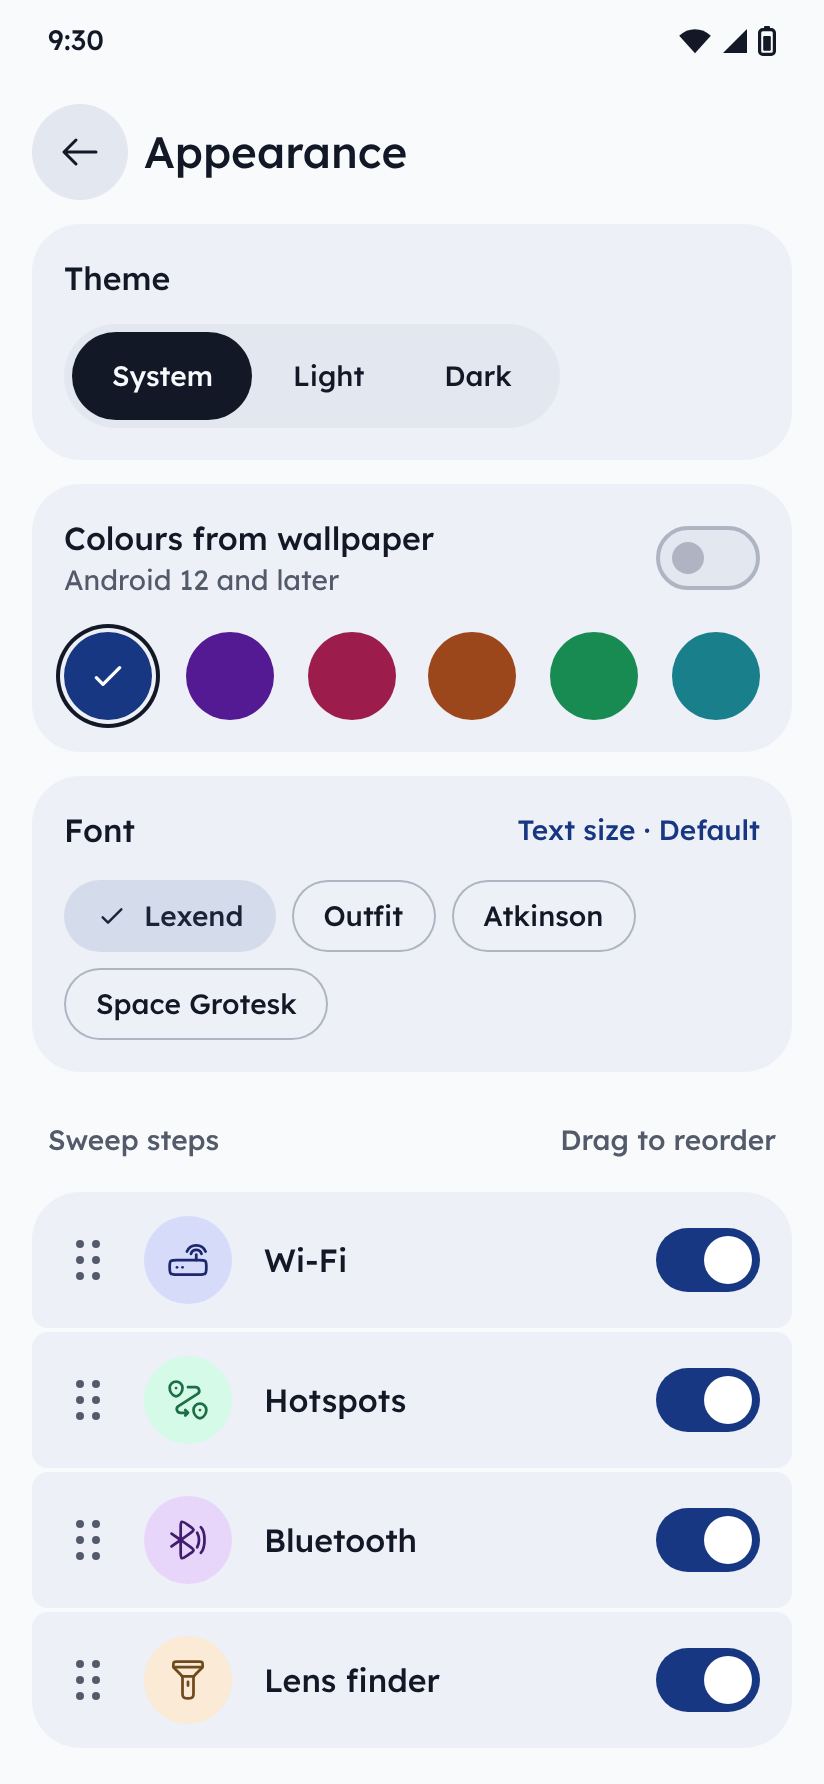 9:30
Appearance
Theme
System Light Dark
Colours from wallpaper
Android 12 and later
Font Text size · Default
Lexend Outfit Atkinson
Space Grotesk
Sweep steps Drag to reorder
Wi-Fi
Hotspots
Bluetooth
Lens finder